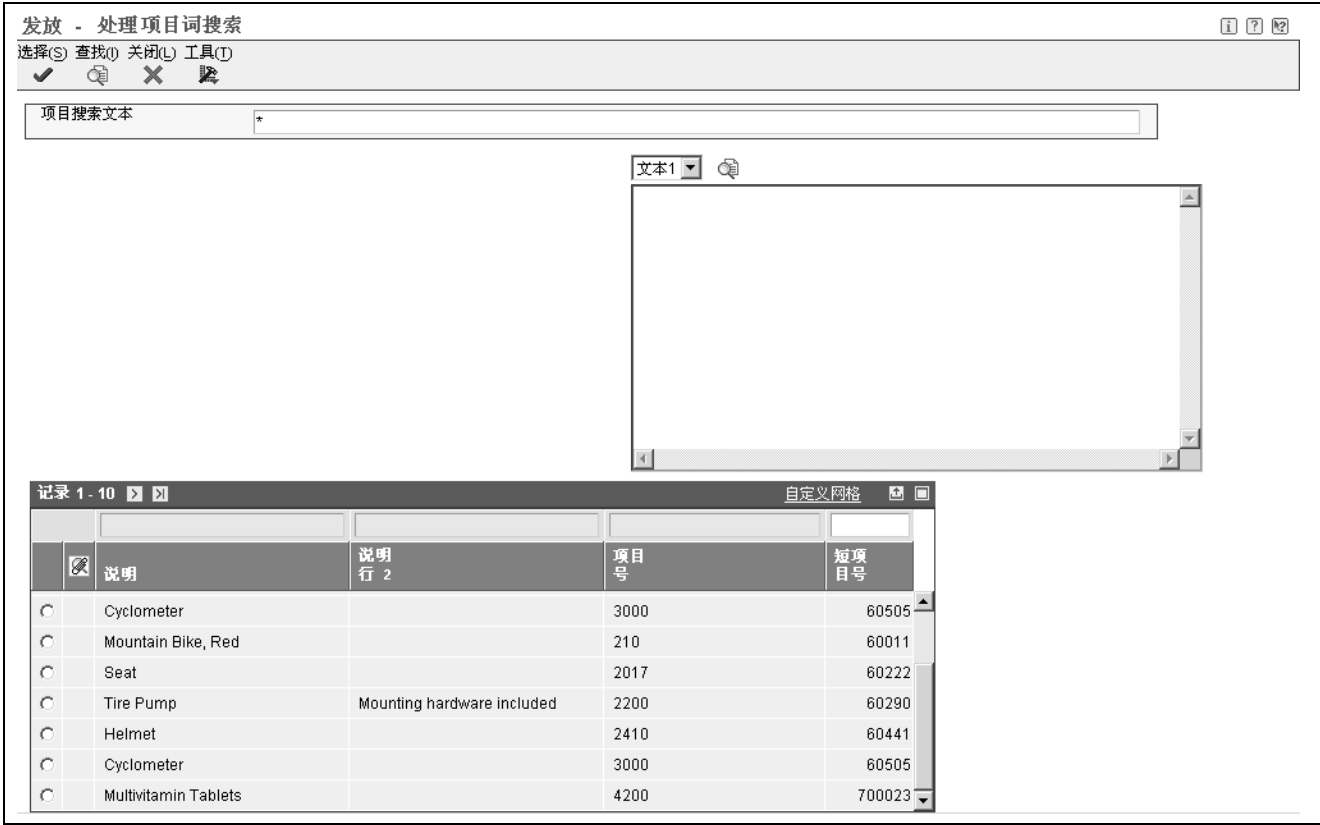 发放 - 处理项目词搜索
选择(S) 查找(I) 关闭(L) 工具(T)
项目搜索文本
*
文本1
记录 1 - 10
自定义网格
说明
说明
行 2
项目
号
短项
目号
Cyclometer 3000 60505
Mountain Bike, Red 210 60011
Seat 2017 60222
Tire Pump Mounting hardware included 2200 60290
Helmet 2410 60441
Cyclometer 3000 60505
Multivitamin Tablets 4200 700023